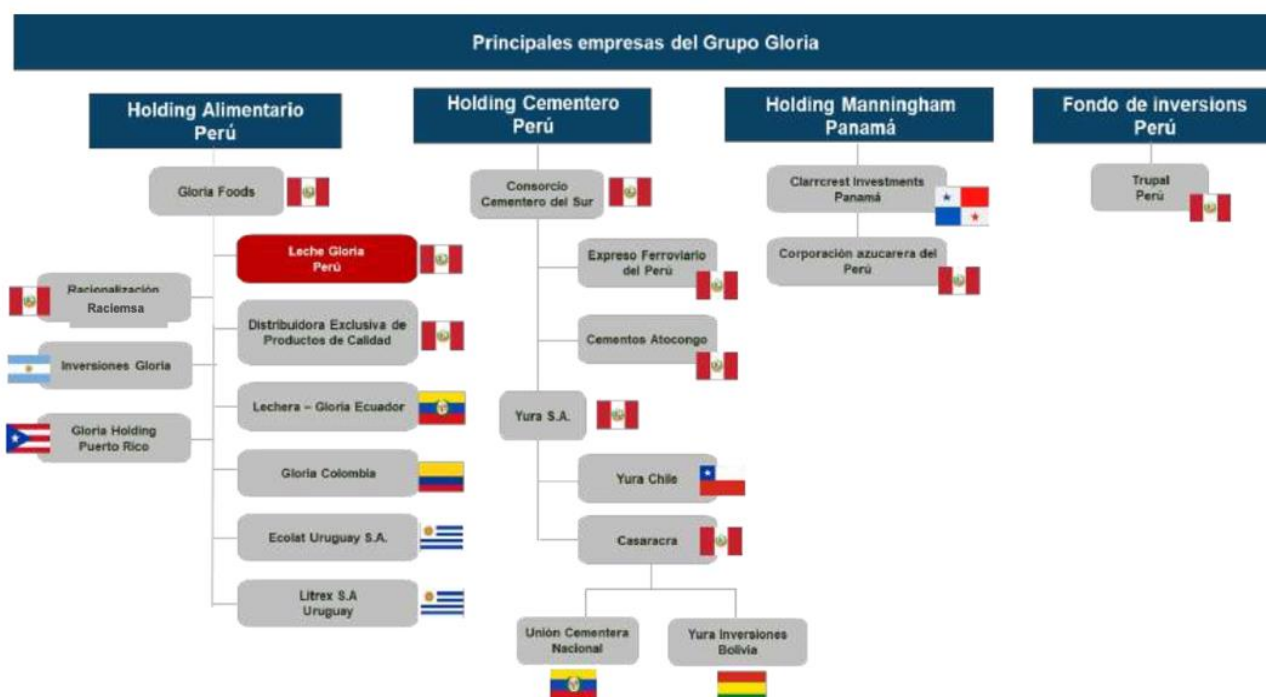 Principales empresas del Grupo Gloria
Holding Alimentario
Perú
Holding Cementero
Perú
Holding Manningham
Panamá
Fondo de inversions
Perú
Gloria Foods
Leche Gloria
Perú
Racionalización
Raciemsa
Distribuidora Exclusiva de
Productos de Calidad
Inversiones Gloria
Lechera – Gloria Ecuador
Gloria Holding
Puerto Rico
Gloria Colombia
Ecolat Uruguay S.A.
Litrex S.A
Uruguay
Consorcio
Cementero del Sur
Expreso Ferroviario
del Perú
Cementos Atocongo
Yura S.A.
Yura Chile
Casaracra
Unión Cementera
Nacional
Yura Inversiones
Bolivia
Clarrcrest Investments
Panamá
Corporación azucarera del
Perú
Trupal
Perú